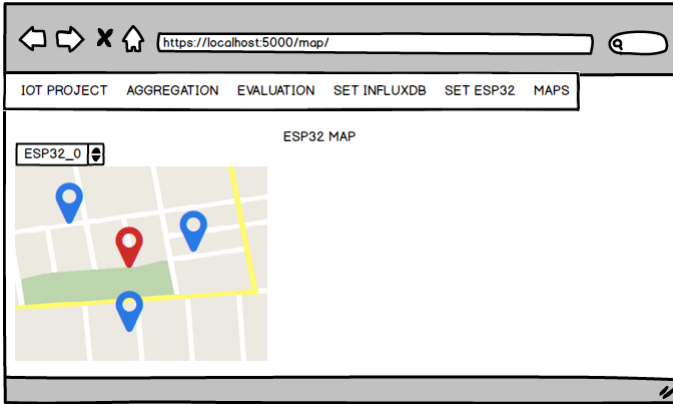 https://localhost:5000/map/
IOT PROJECT AGGREGATION EVALUATION SET INFLUXDB SET ESP32 MAPS
ESP32 MAP
ESP32_0